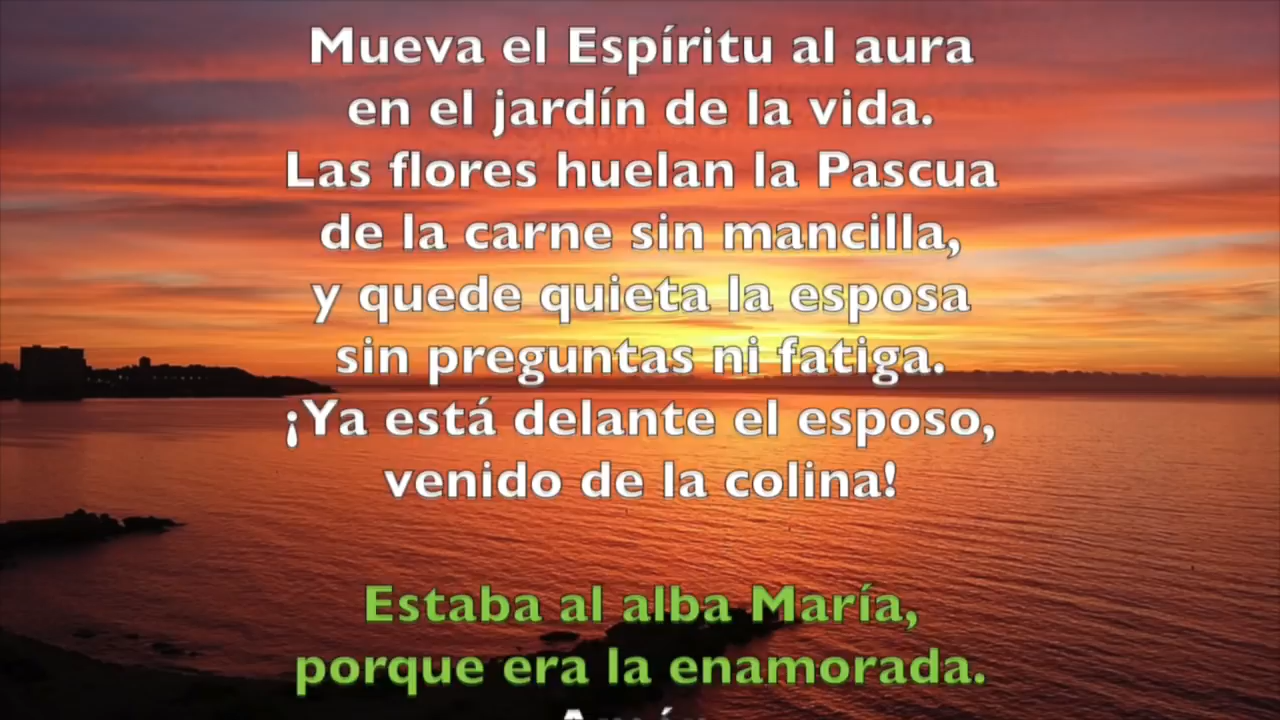 Mueva el Espíritu al aura
en el jardín de la vida.
Las flores huelan la Pascua
de la carne sin mancilla,
y quede quieta la esposa
sin preguntas ni fatiga.
¡Ya está delante el esposo,
venido de la colina!
Estaba al alba María,
porque era la enamorada.